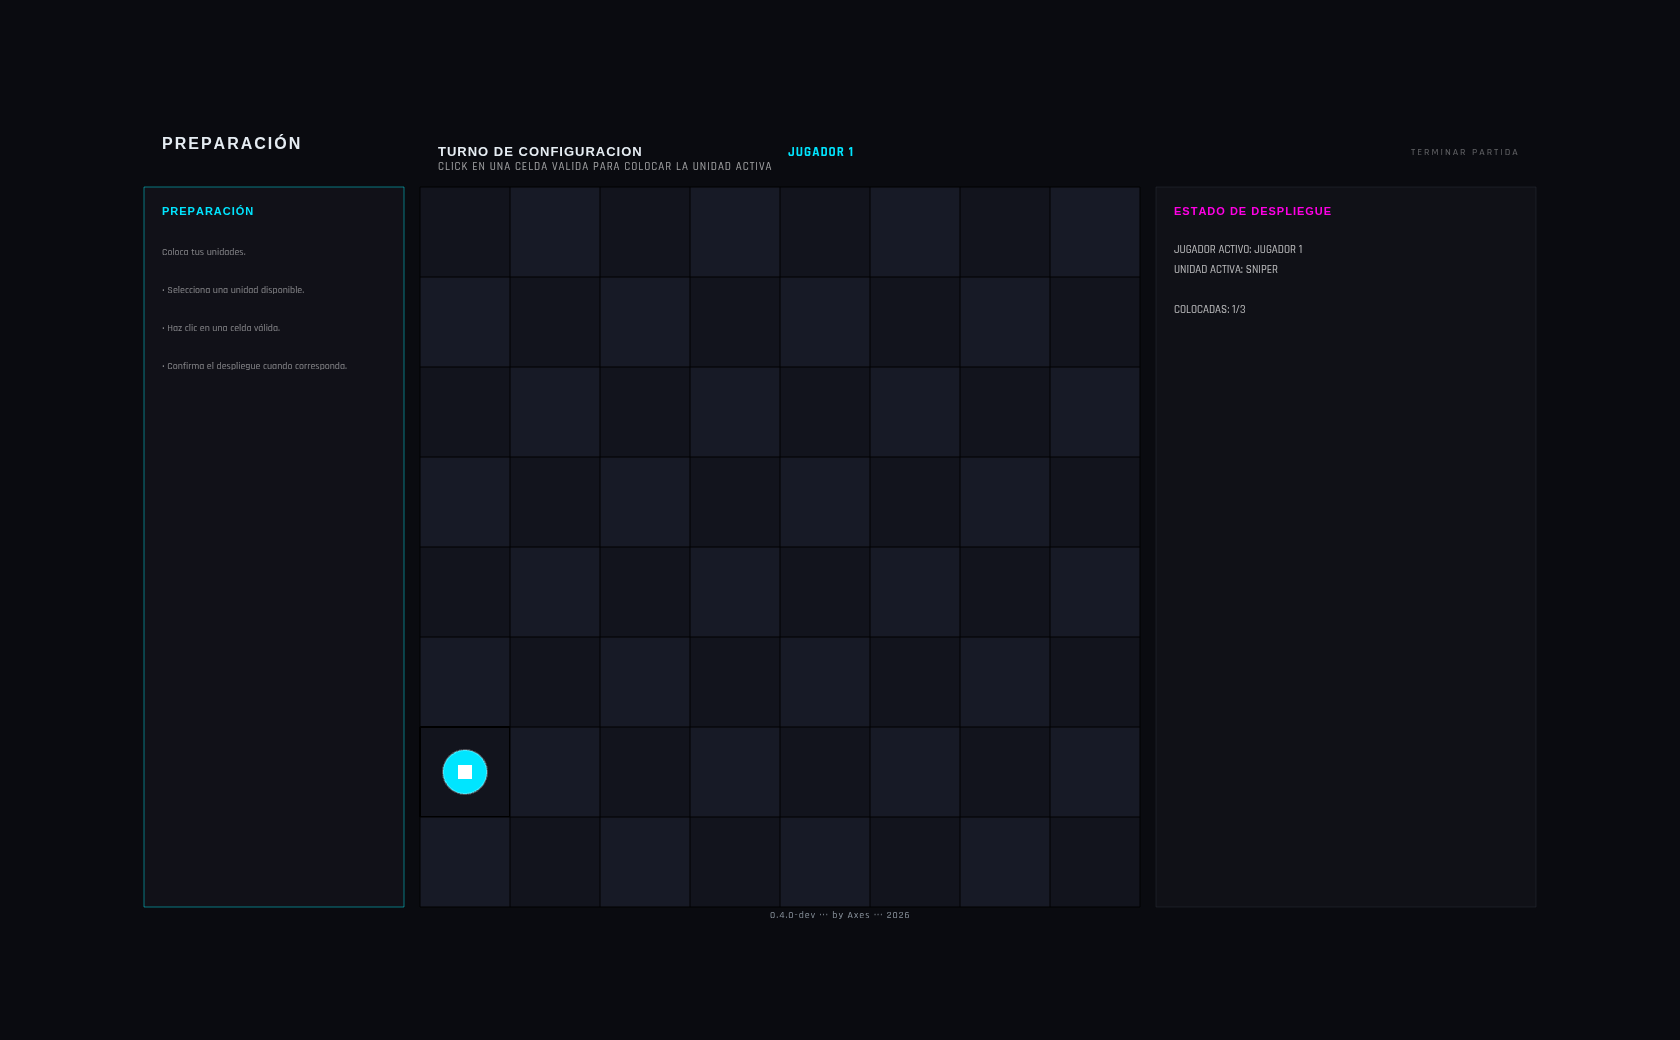 PREPARACIÓN
TURNO DE CONFIGURACION
JUGADOR 1
CLICK EN UNA CELDA VALIDA PARA COLOCAR LA UNIDAD ACTIVA
TERMINAR PARTIDA
PREPARACIÓN
Coloca tus unidades.
• Selecciona una unidad disponible.
• Haz clic en una celda válida.
• Confirma el despliegue cuando corresponda.
ESTADO DE DESPLIEGUE
JUGADOR ACTIVO: JUGADOR 1
UNIDAD ACTIVA: SNIPER
COLOCADAS: 1/3
0.4.0-dev ··· by Axes ··· 2026